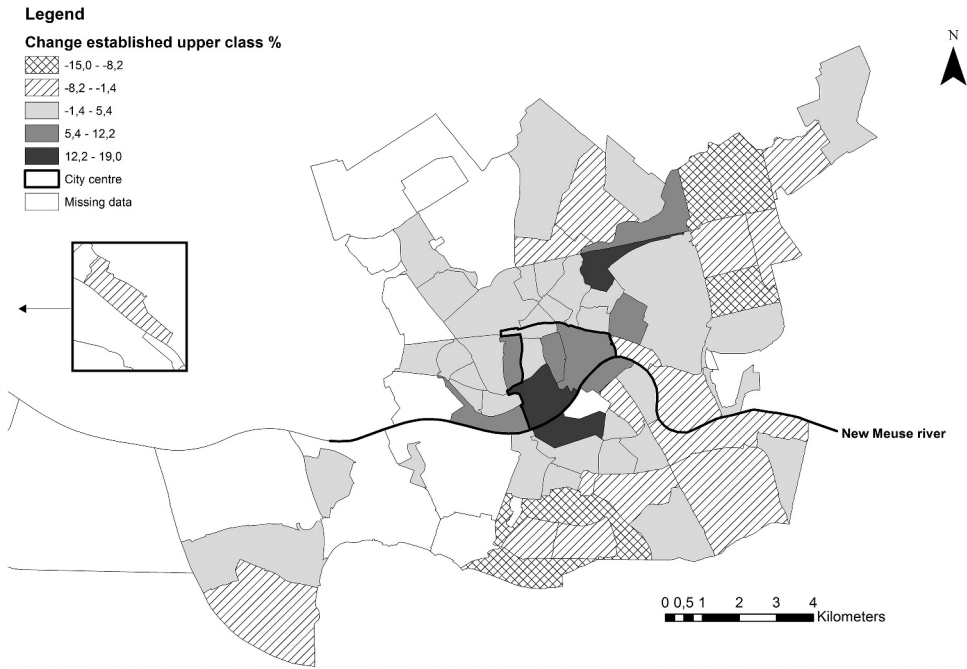 Legend
Change established upper class %
-15,0 - -8,2
-8,2 - -1,4
-1,4 - 5,4
5,4 - 12,2
12,2 - 19,0
City centre
Missing data
N
New Meuse river
0 0,5 1 2 3 4
Kilometers